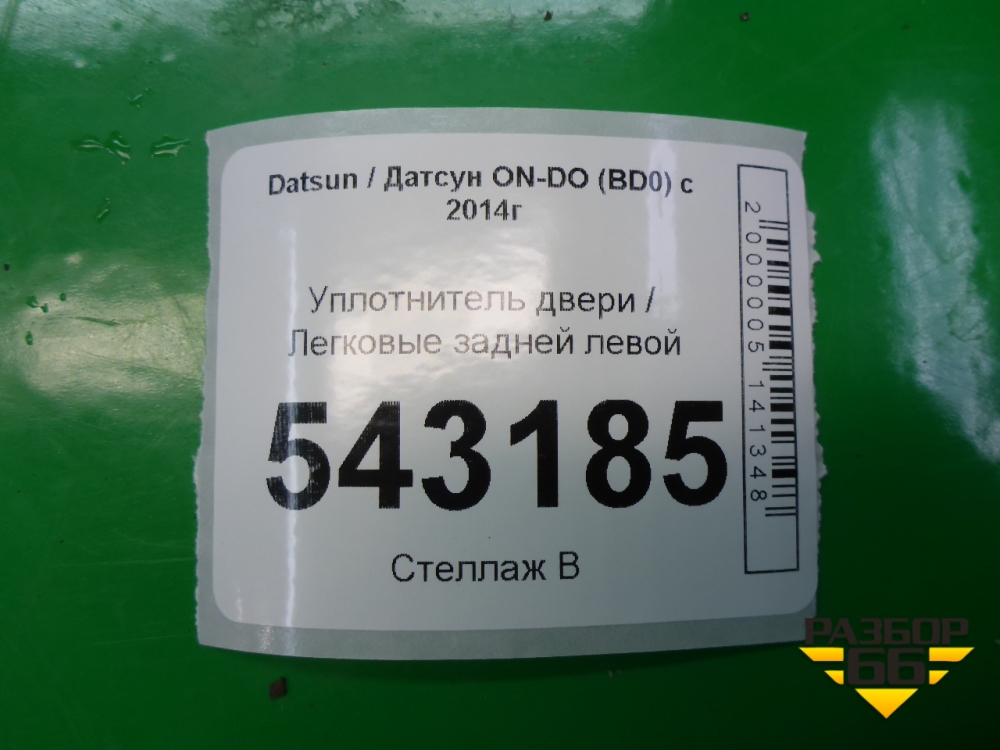 Datsun / Датсун ON-DO (BD0) с
2014г
Уплотнитель двери /
Легковые задней левой
543185
Стеллаж В
2000005141348
РАЗБОР
66